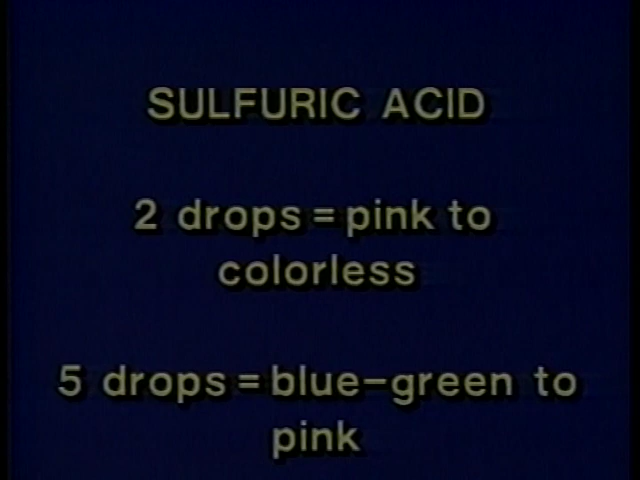 SULFURIC ACID
2 drops = pink to
colorless
5 drops = blue-green to
pink